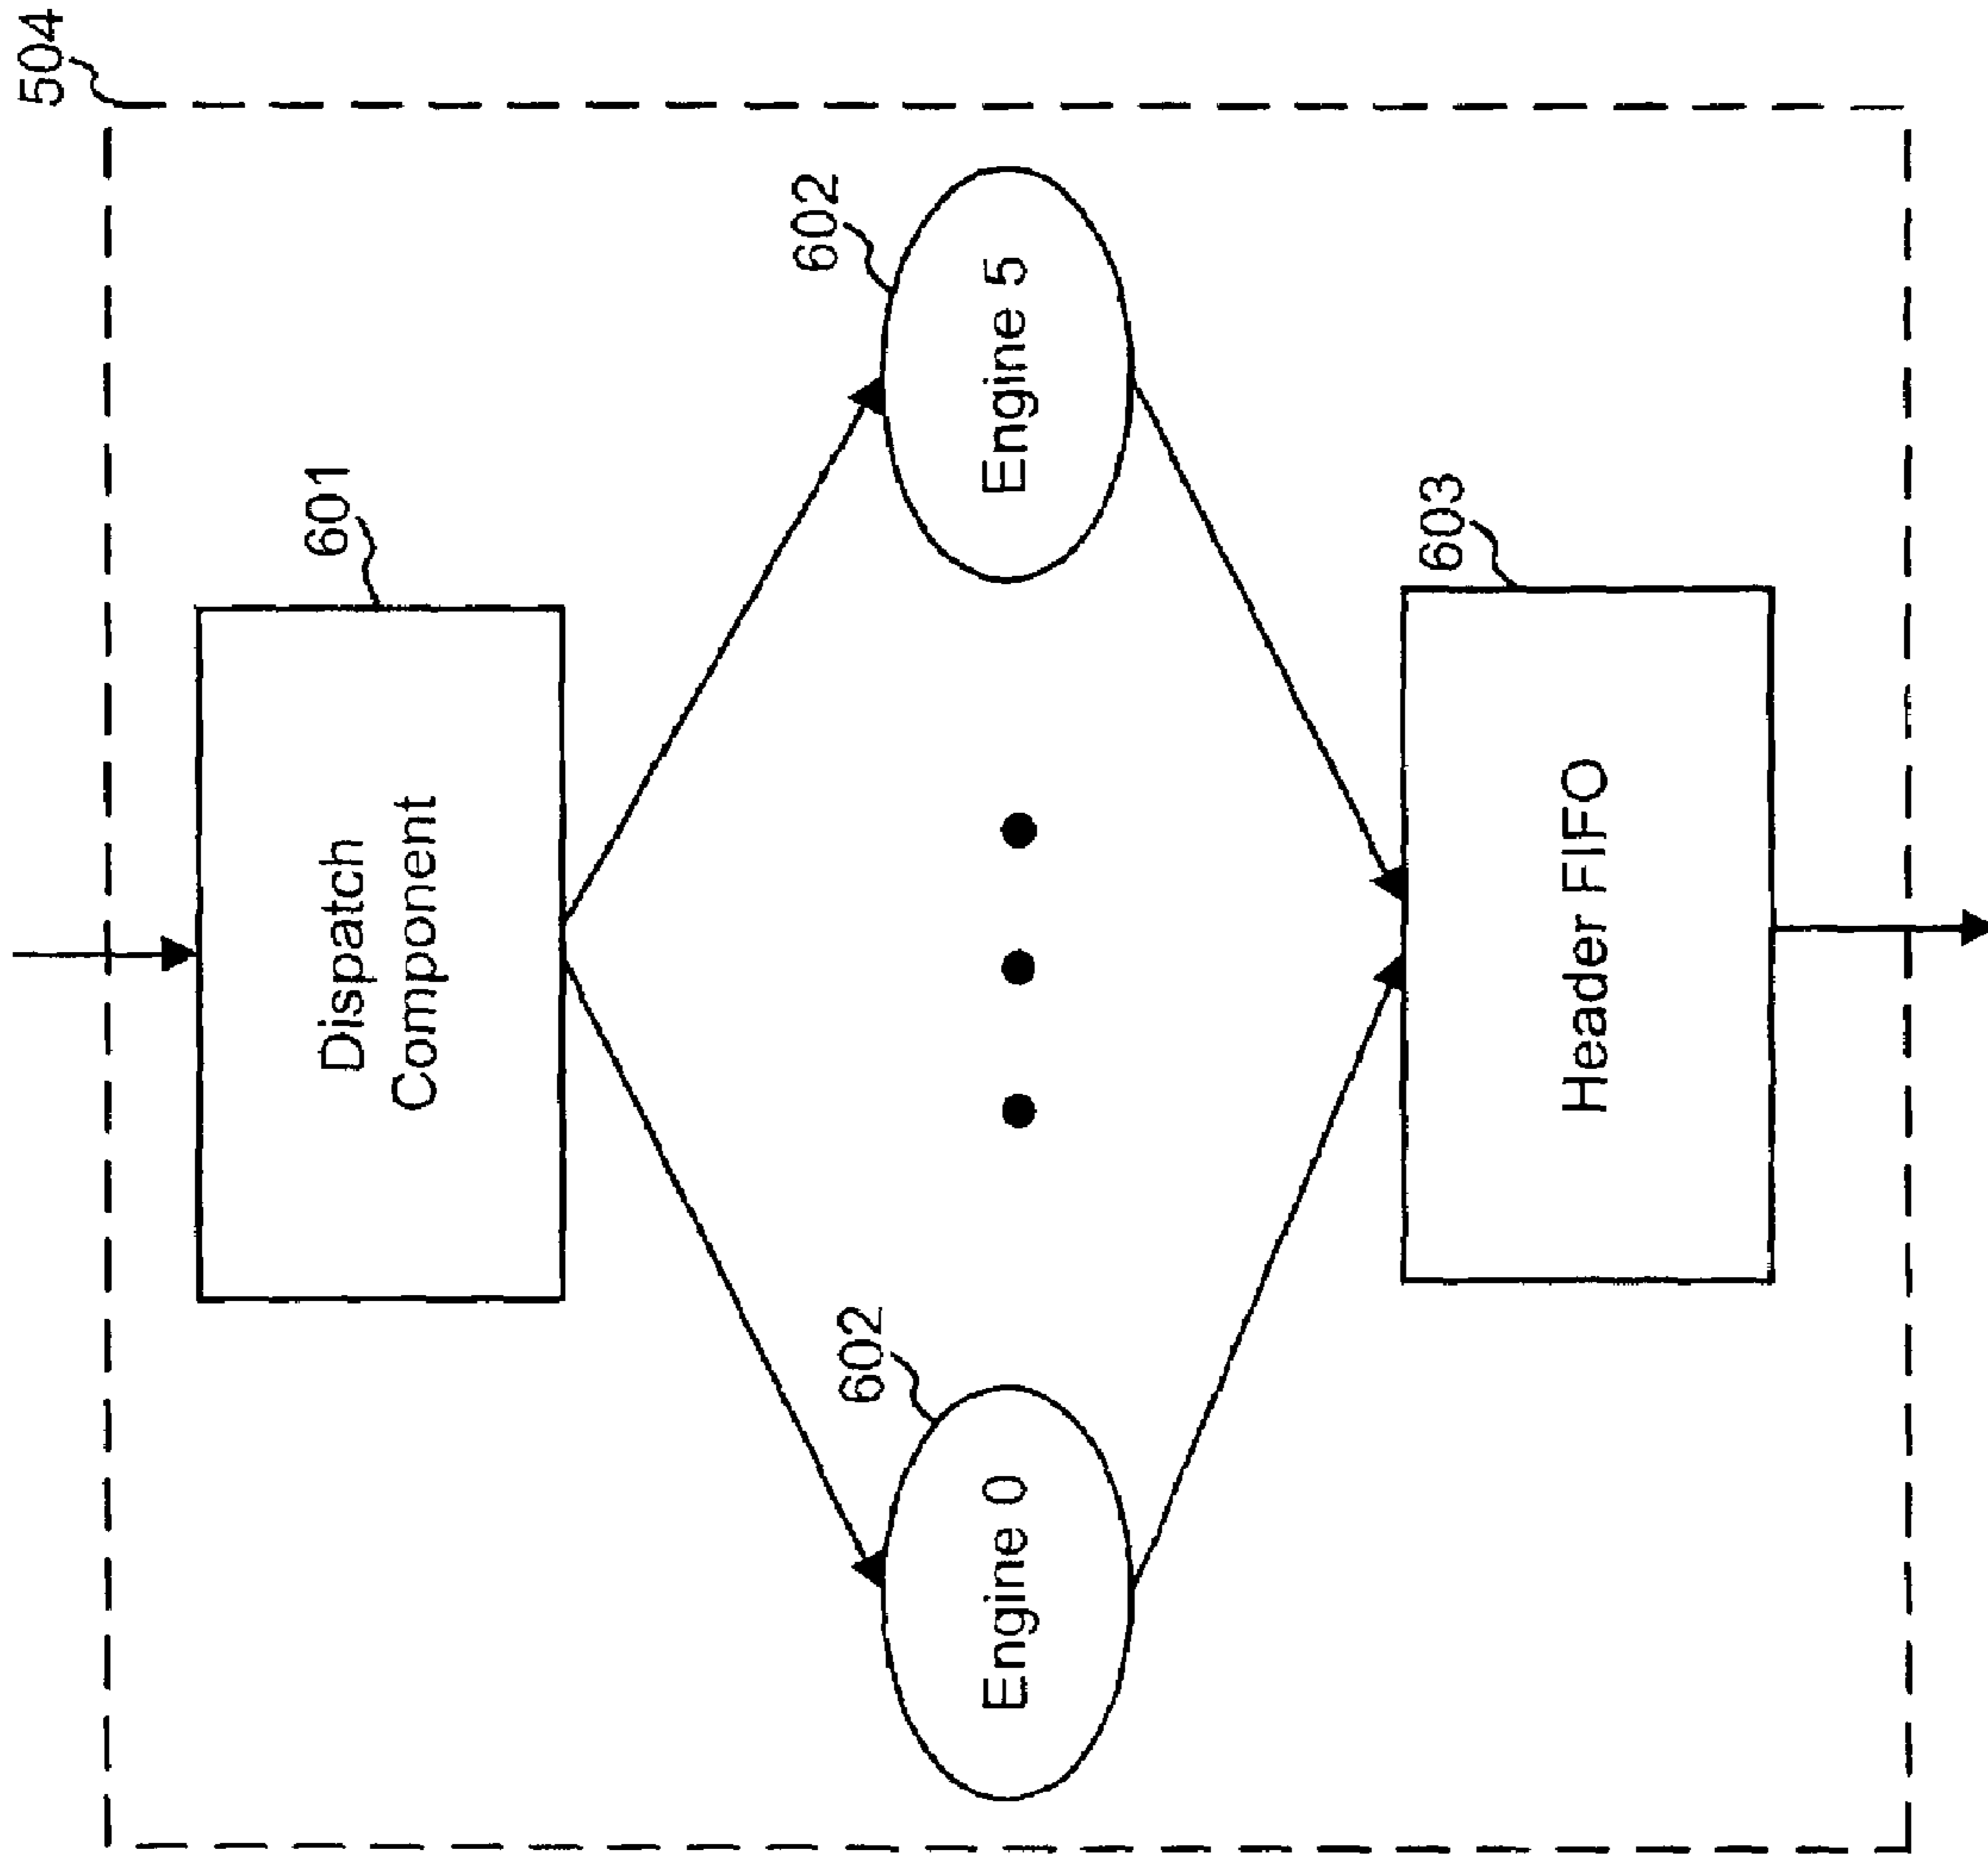 504
601
Dispatch
Component
602
Engine 0
602
Engine 5
603
Header FIFO